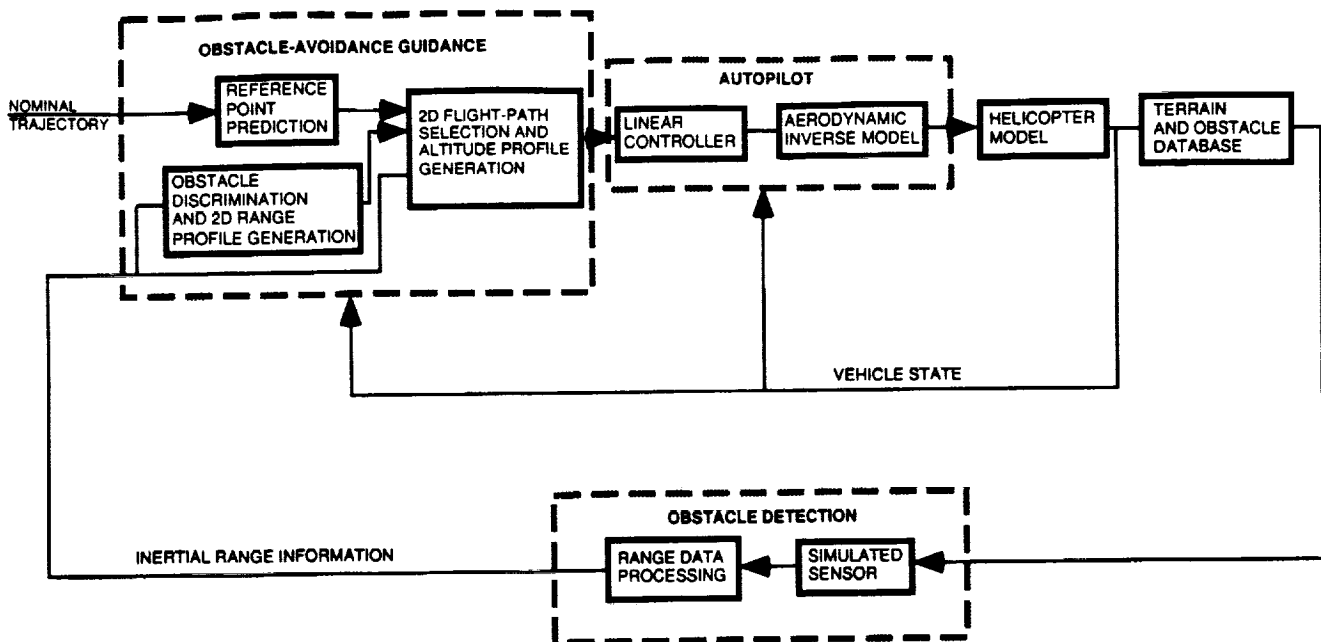 OBSTACLE-AVOIDANCE GUIDANCE
NOMINAL
TRAJECTORY
REFERENCE
POINT
PREDICTION
2D FLIGHT-PATH
SELECTION AND
ALTITUDE PROFILE
GENERATION
OBSTACLE
DISCRIMINATION
AND 2D RANGE
PROFILE GENERATION
AUTOPILOT
LINEAR
CONTROLLER
AERODYNAMIC
INVERSE MODEL
HELICOPTER
MODEL
TERRAIN
AND OBSTACLE
DATABASE
VEHICLE STATE
OBSTACLE DETECTION
INERTIAL RANGE INFORMATION
RANGE DATA
PROCESSING
SIMULATED
SENSOR